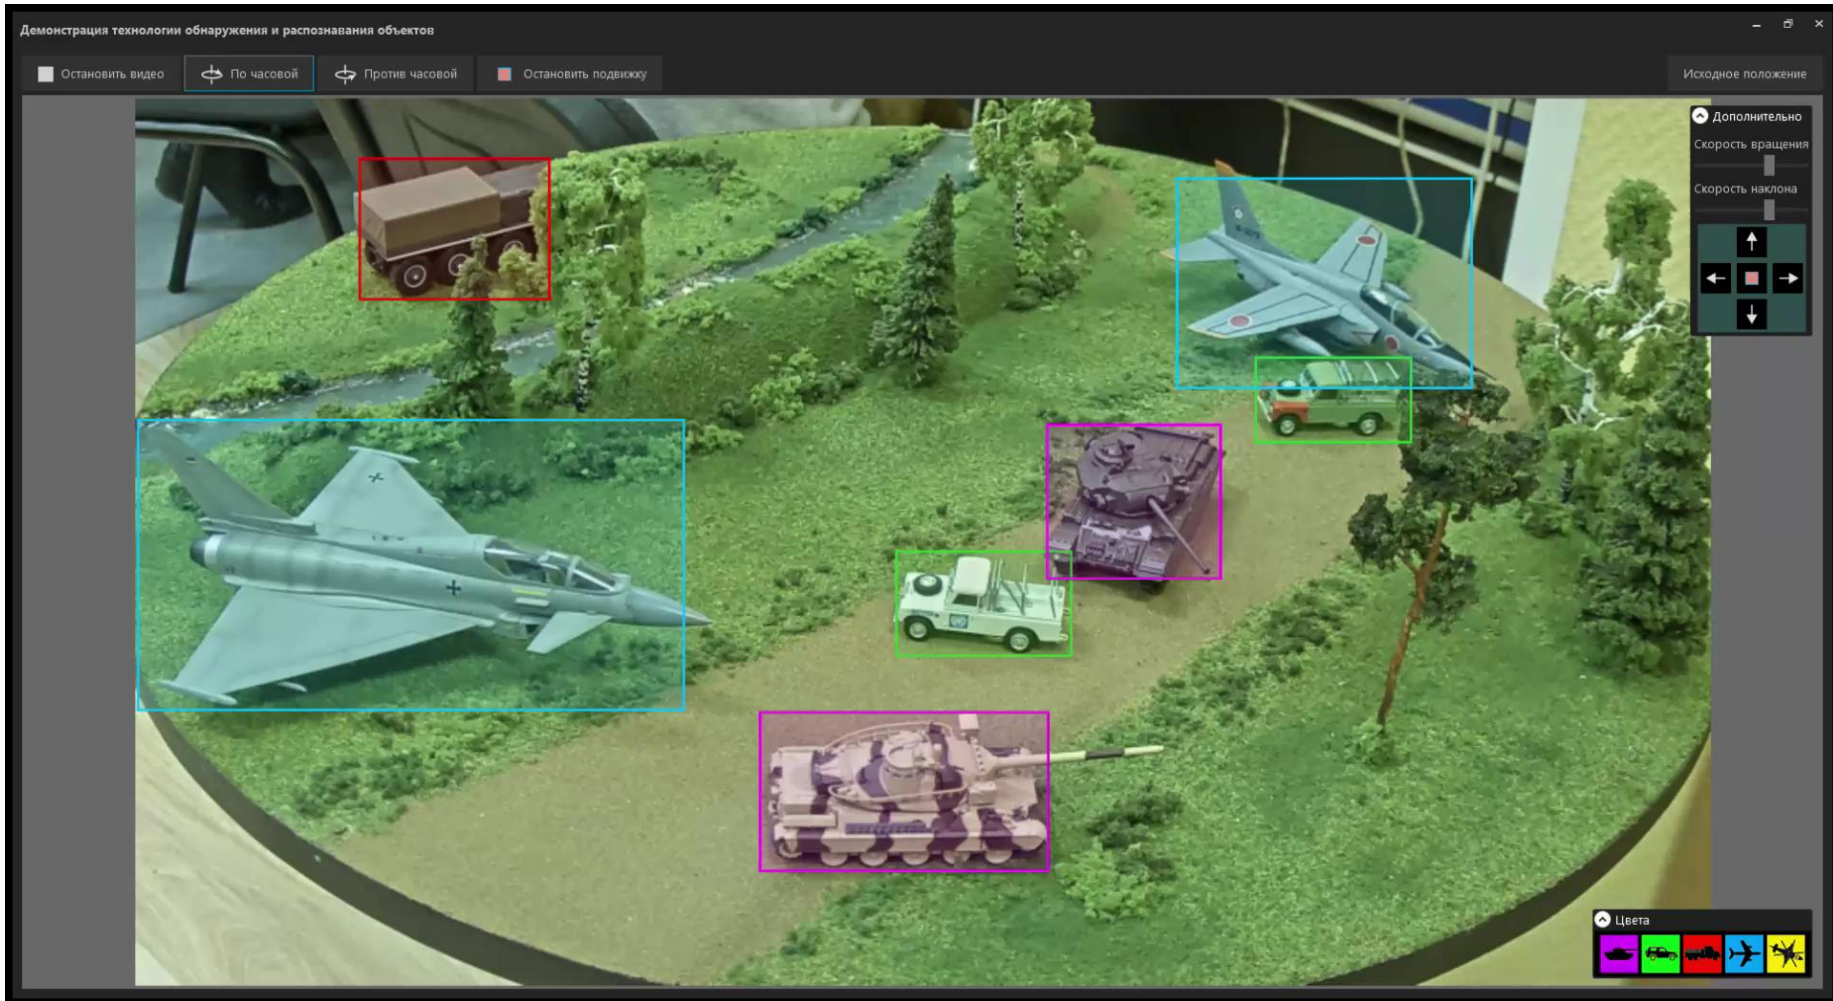 Демонстрация технологии обнаружения и распознавания объектов
Остановить видео
По часовой
Против часовой
Остановить подвижку
Исходное положение
Дополнительно
Скорость вращения
Скорость наклона
Цвета